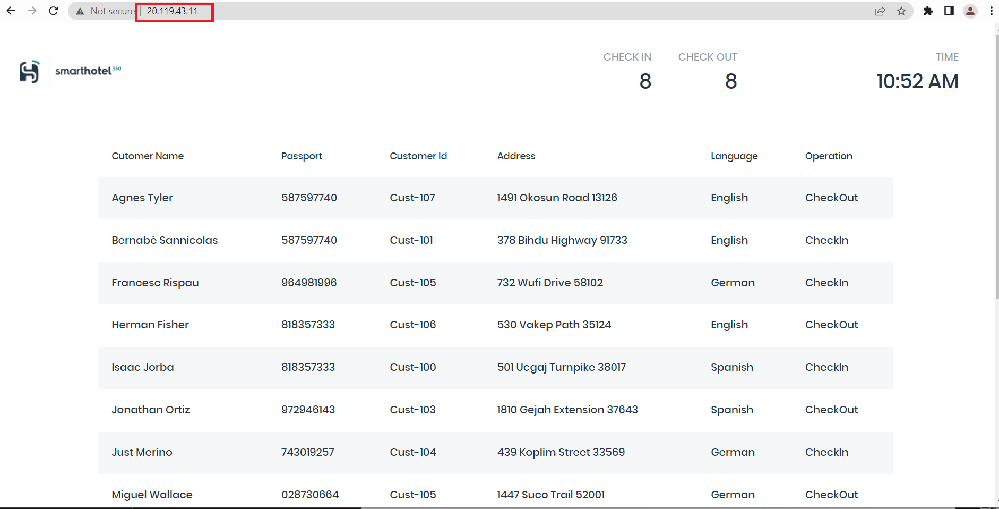 Not secure | 20.119.43.11
smarthotel360
CHECK IN CHECK OUT TIME
8 8 10:52 AM
Cutomer Name Passport Customer Id Address Language Operation
Agnes Tyler 587597740 Cust-107 1491 Okosun Road 13126 English CheckOut
Bernabè Sannicolas 587597740 Cust-101 378 Bihdu Highway 91733 English CheckIn
Francesc Rispau 964981996 Cust-105 732 Wufi Drive 58102 German CheckIn
Herman Fisher 818357333 Cust-106 530 Vakep Path 35124 English CheckOut
Isaac Jorba 818357333 Cust-100 501 Ucgaj Turnpike 38017 Spanish CheckIn
Jonathan Ortiz 972946143 Cust-103 1810 Gejah Extension 37643 Spanish CheckOut
Just Merino 743019257 Cust-104 439 Koplim Street 33569 German CheckIn
Miguel Wallace 028730664 Cust-105 1447 Suco Trail 52001 German CheckOut